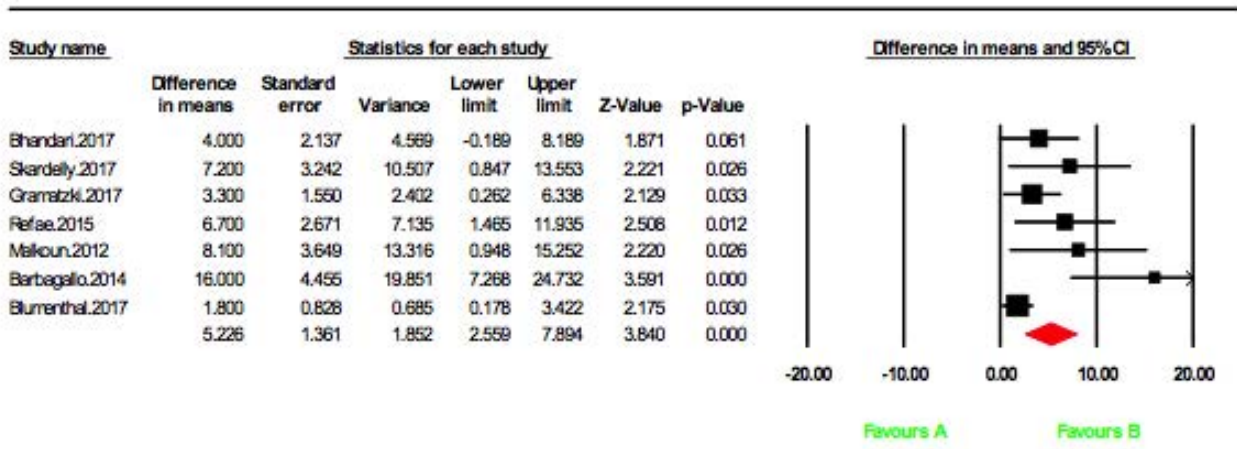 Study name Statistics for each study Difference in means and 95%CI
Difference in means Standard error Variance Lower limit Upper limit Z-Value p-Value
Bhandari.2017 4.000 2.137 4.569 -0.189 8.189 1.871 0.061
Skardelly.2017 7.200 3.242 10.507 0.847 13.553 2.221 0.026
Gramatzki.2017 3.300 1.550 2.402 0.262 6.338 2.129 0.033
Refae.2015 6.700 2.671 7.135 1.465 11.935 2.508 0.012
Malkoun.2012 8.100 3.649 13.316 0.948 15.252 2.220 0.026
Barbagallo.2014 16.000 4.455 19.851 7.268 24.732 3.591 0.000
Blumenthal.2017 1.800 0.828 0.685 0.178 3.422 2.175 0.030
5.226 1.361 1.852 2.559 7.894 3.840 0.000
-20.00 -10.00 0.00 10.00 20.00
Favours A Favours B